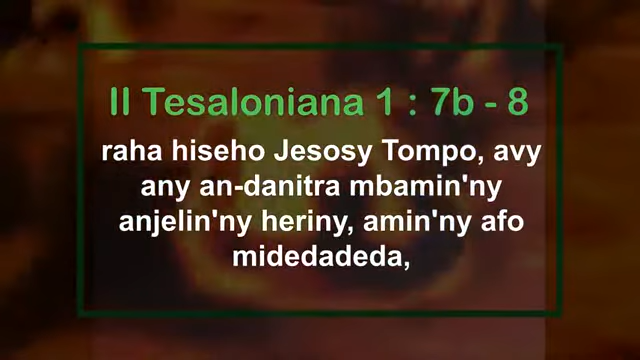 II Tesaloniana 1 : 7b - 8
raha hiseho Jesosy Tompo, avy
any an-danitra mbamin'ny
anjelin'ny heriny, amin'ny afo
midedadeda,